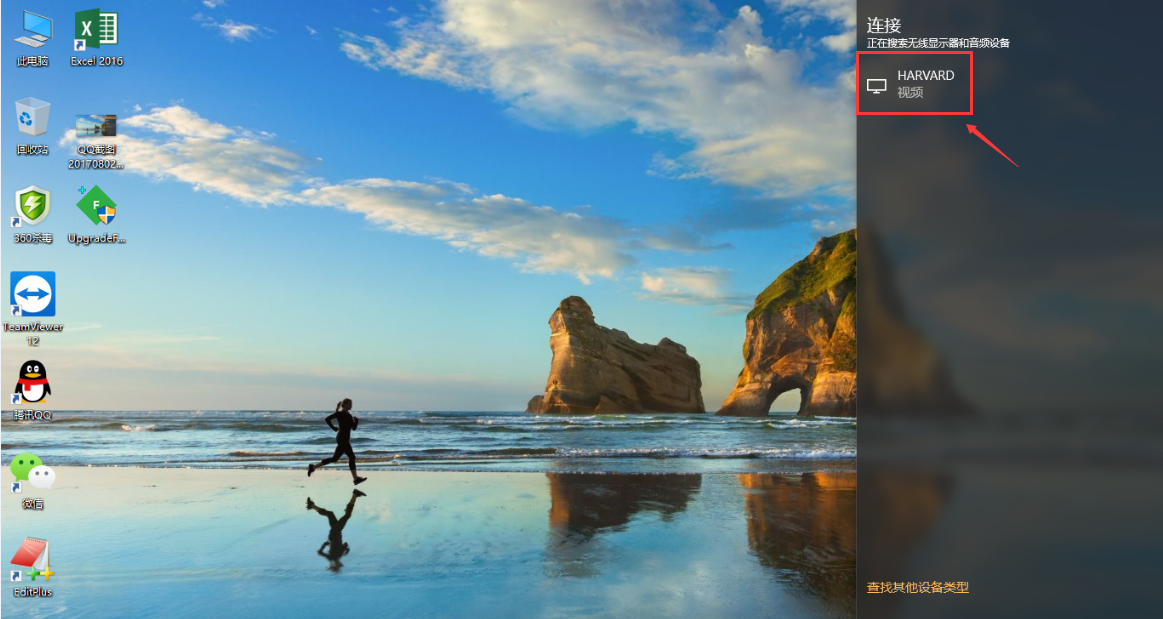 此电脑
Excel 2016
回收站
QQ截图
20170802...
360杀毒
UpgradeF...
TeamViewer
12
腾讯QQ
微信
EditPlus
连接
正在搜索无线显示器和音频设备
HARVARD
视频
查找其他设备类型